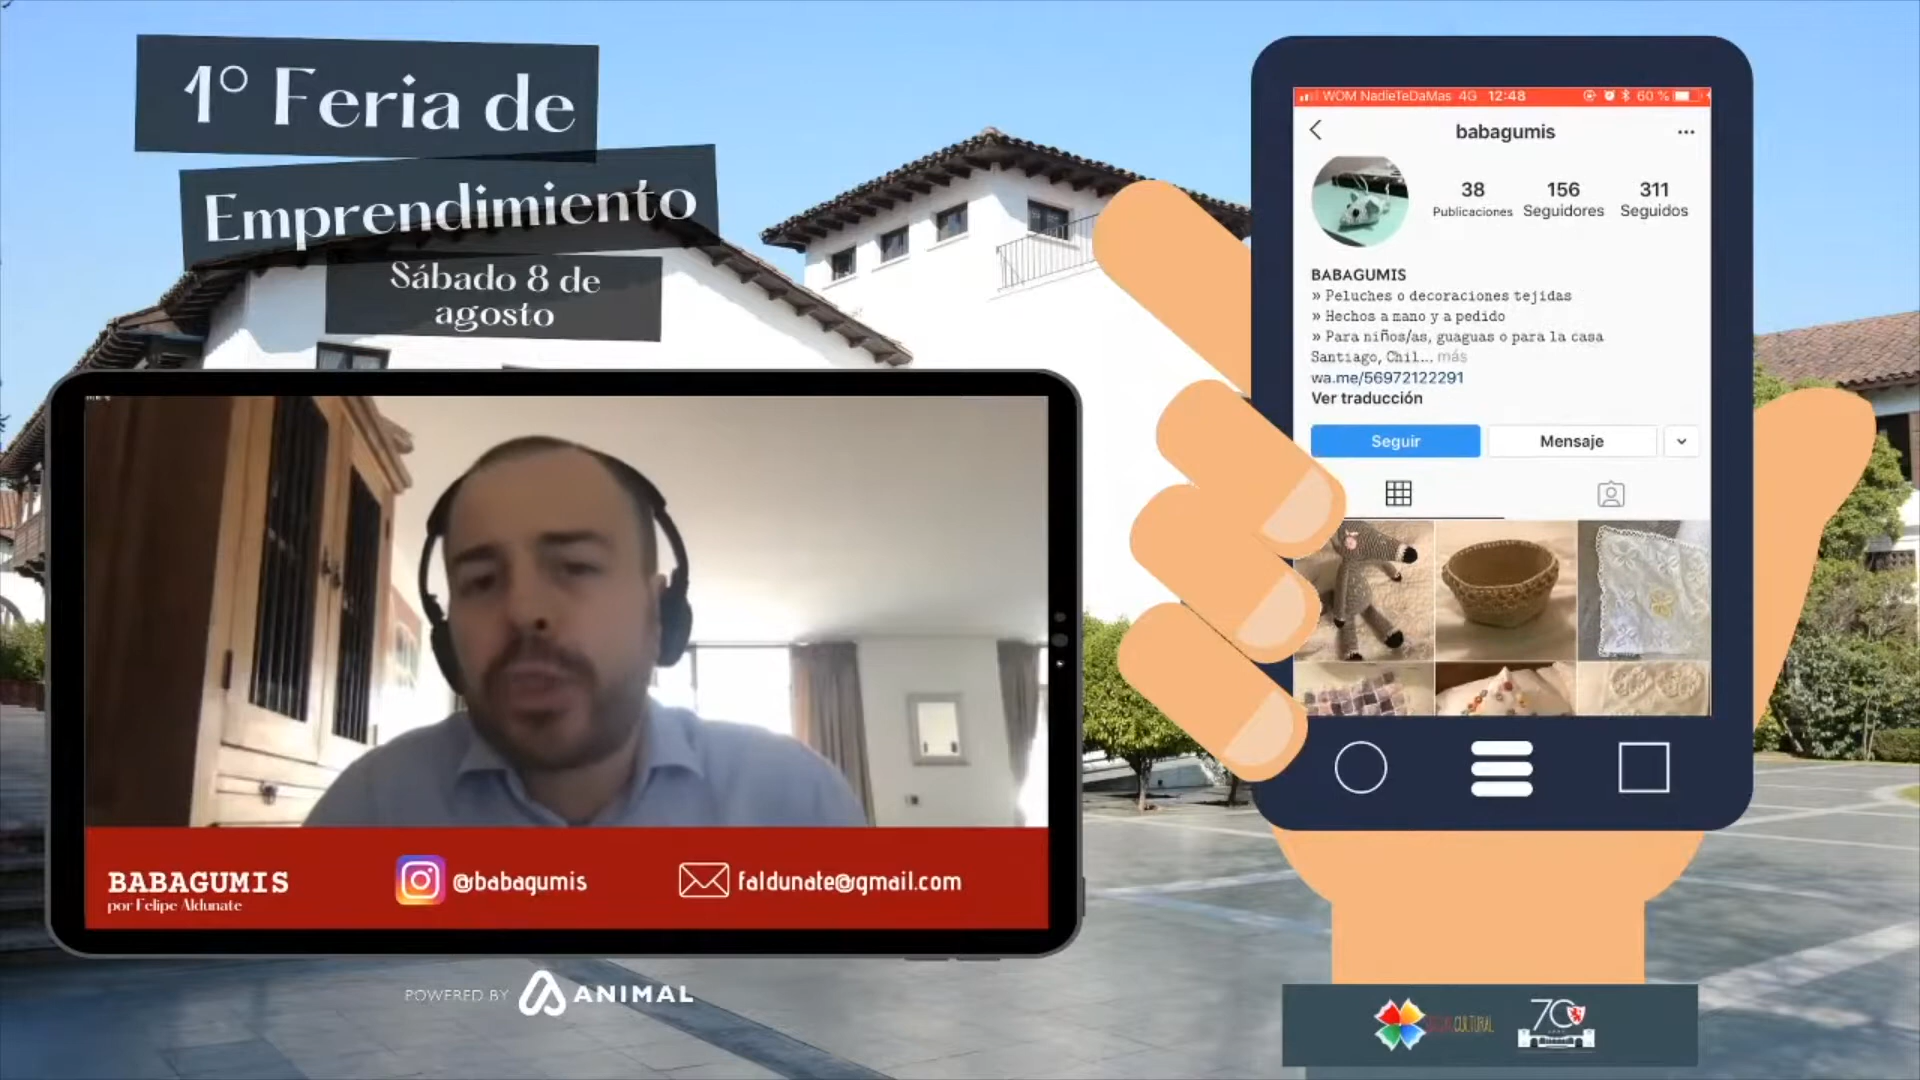 1° Feria de
Emprendimiento
Sábado 8 de
agosto
BABAGUMIS
por Felipe Aldunate
@babagumis
faldunate@gmail.com
POWERED BY ANIMAL
WOM NadieTeDaMas 4G 12:48 60 %
babagumis
38 156 311
Publicaciones Seguidores Seguidos
BABAGUMIS
» Peluches o decoraciones tejidas
» Hechos a mano y a pedido
» Para niños/as, guaguas o para la casa
Santiago, Chil... más
wa.me/56972122291
Ver traducción
Seguir Mensaje
CULTURAL
70